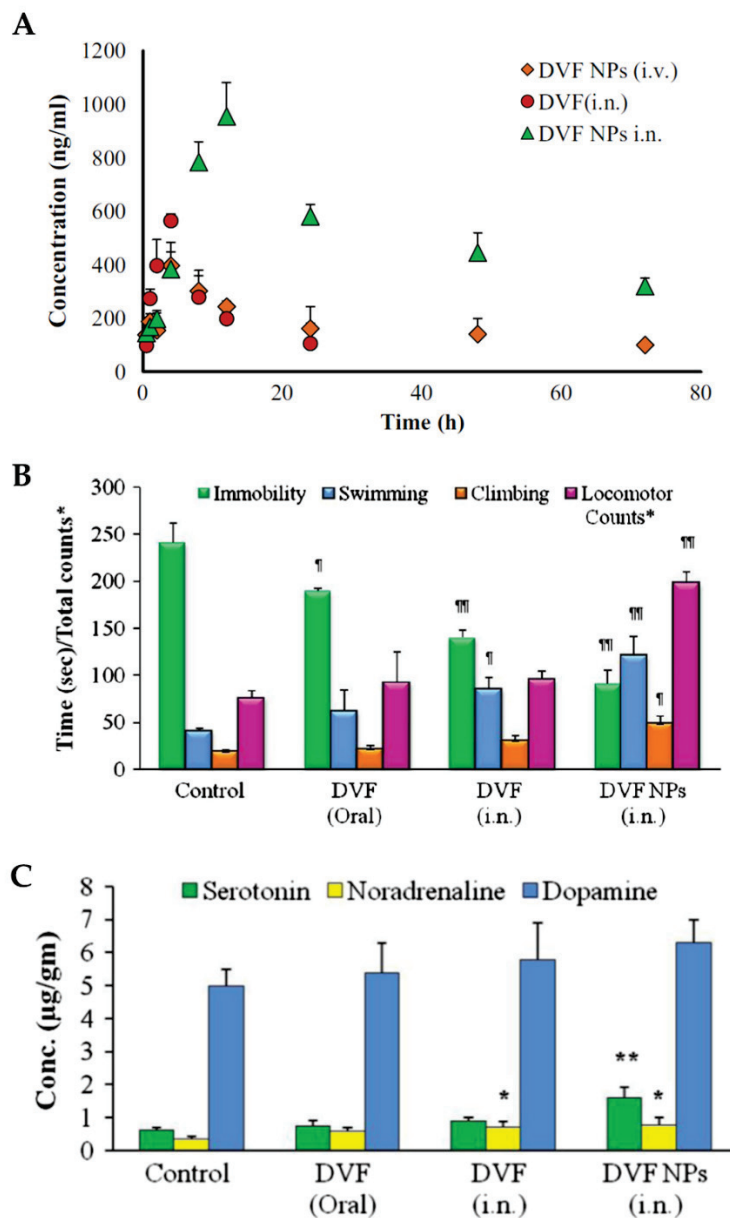 A
1200
1000
800
600
400
200
0
Concentration (ng/ml)
DVF NPs (i.v.)
DVF(i.n.)
DVF NPs i.n.
0 20 40 60 80
Time (h)
B
300
250
200
150
100
50
0
Time (sec)/Total counts*
Immobility Swimming Climbing Locomotor
Counts*
¶ ¶¶ ¶ ¶¶ ¶¶ ¶ ¶¶
Control DVF DVF DVF NPs
(Oral) (i.n.) (i.n.)
C
8
7
6
5
4
3
2
1
0
Conc. (µg/gm)
Serotonin Noradrenaline Dopamine
* ** *
Control DVF DVF DVF NPs
(Oral) (i.n.) (i.n.)